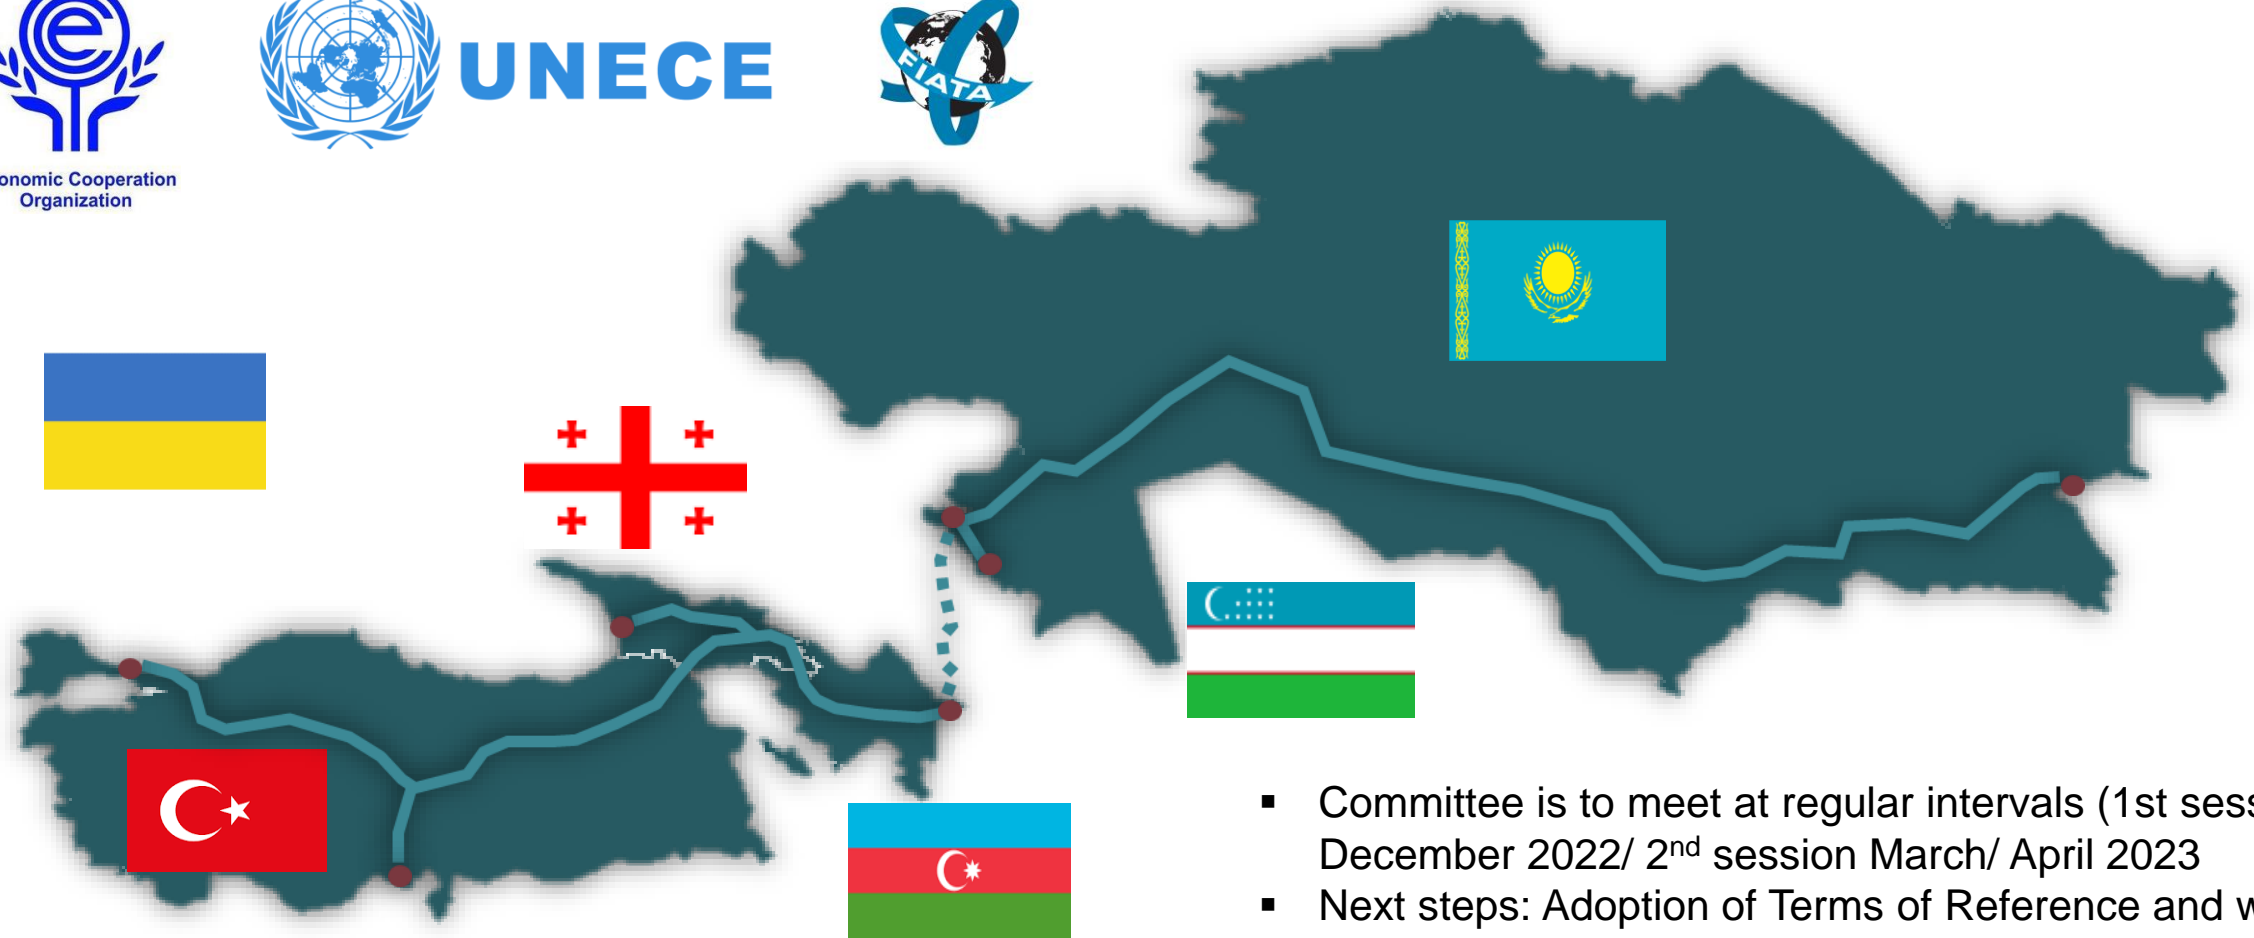 onomic Cooperation
Organization
UNECE
FIATA
▪ Committee is to meet at regular intervals (1st sess
December 2022/ 2nd session March/ April 2023
▪ Next steps: Adoption of Terms of Reference and w